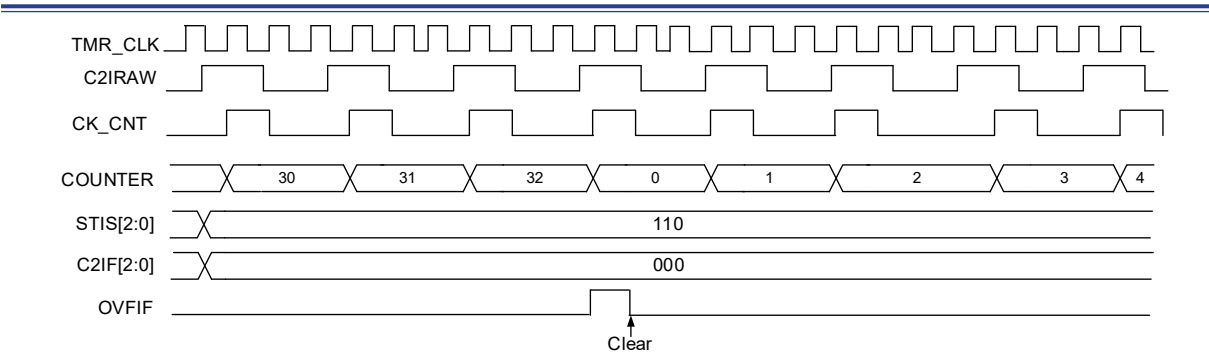 TMR_CLK
C2IRAW
CK_CNT
COUNTER 30 31 32 0 1 2 3 4
STIS[2:0] 110
C2IF[2:0] 000
OVFIF
Clear